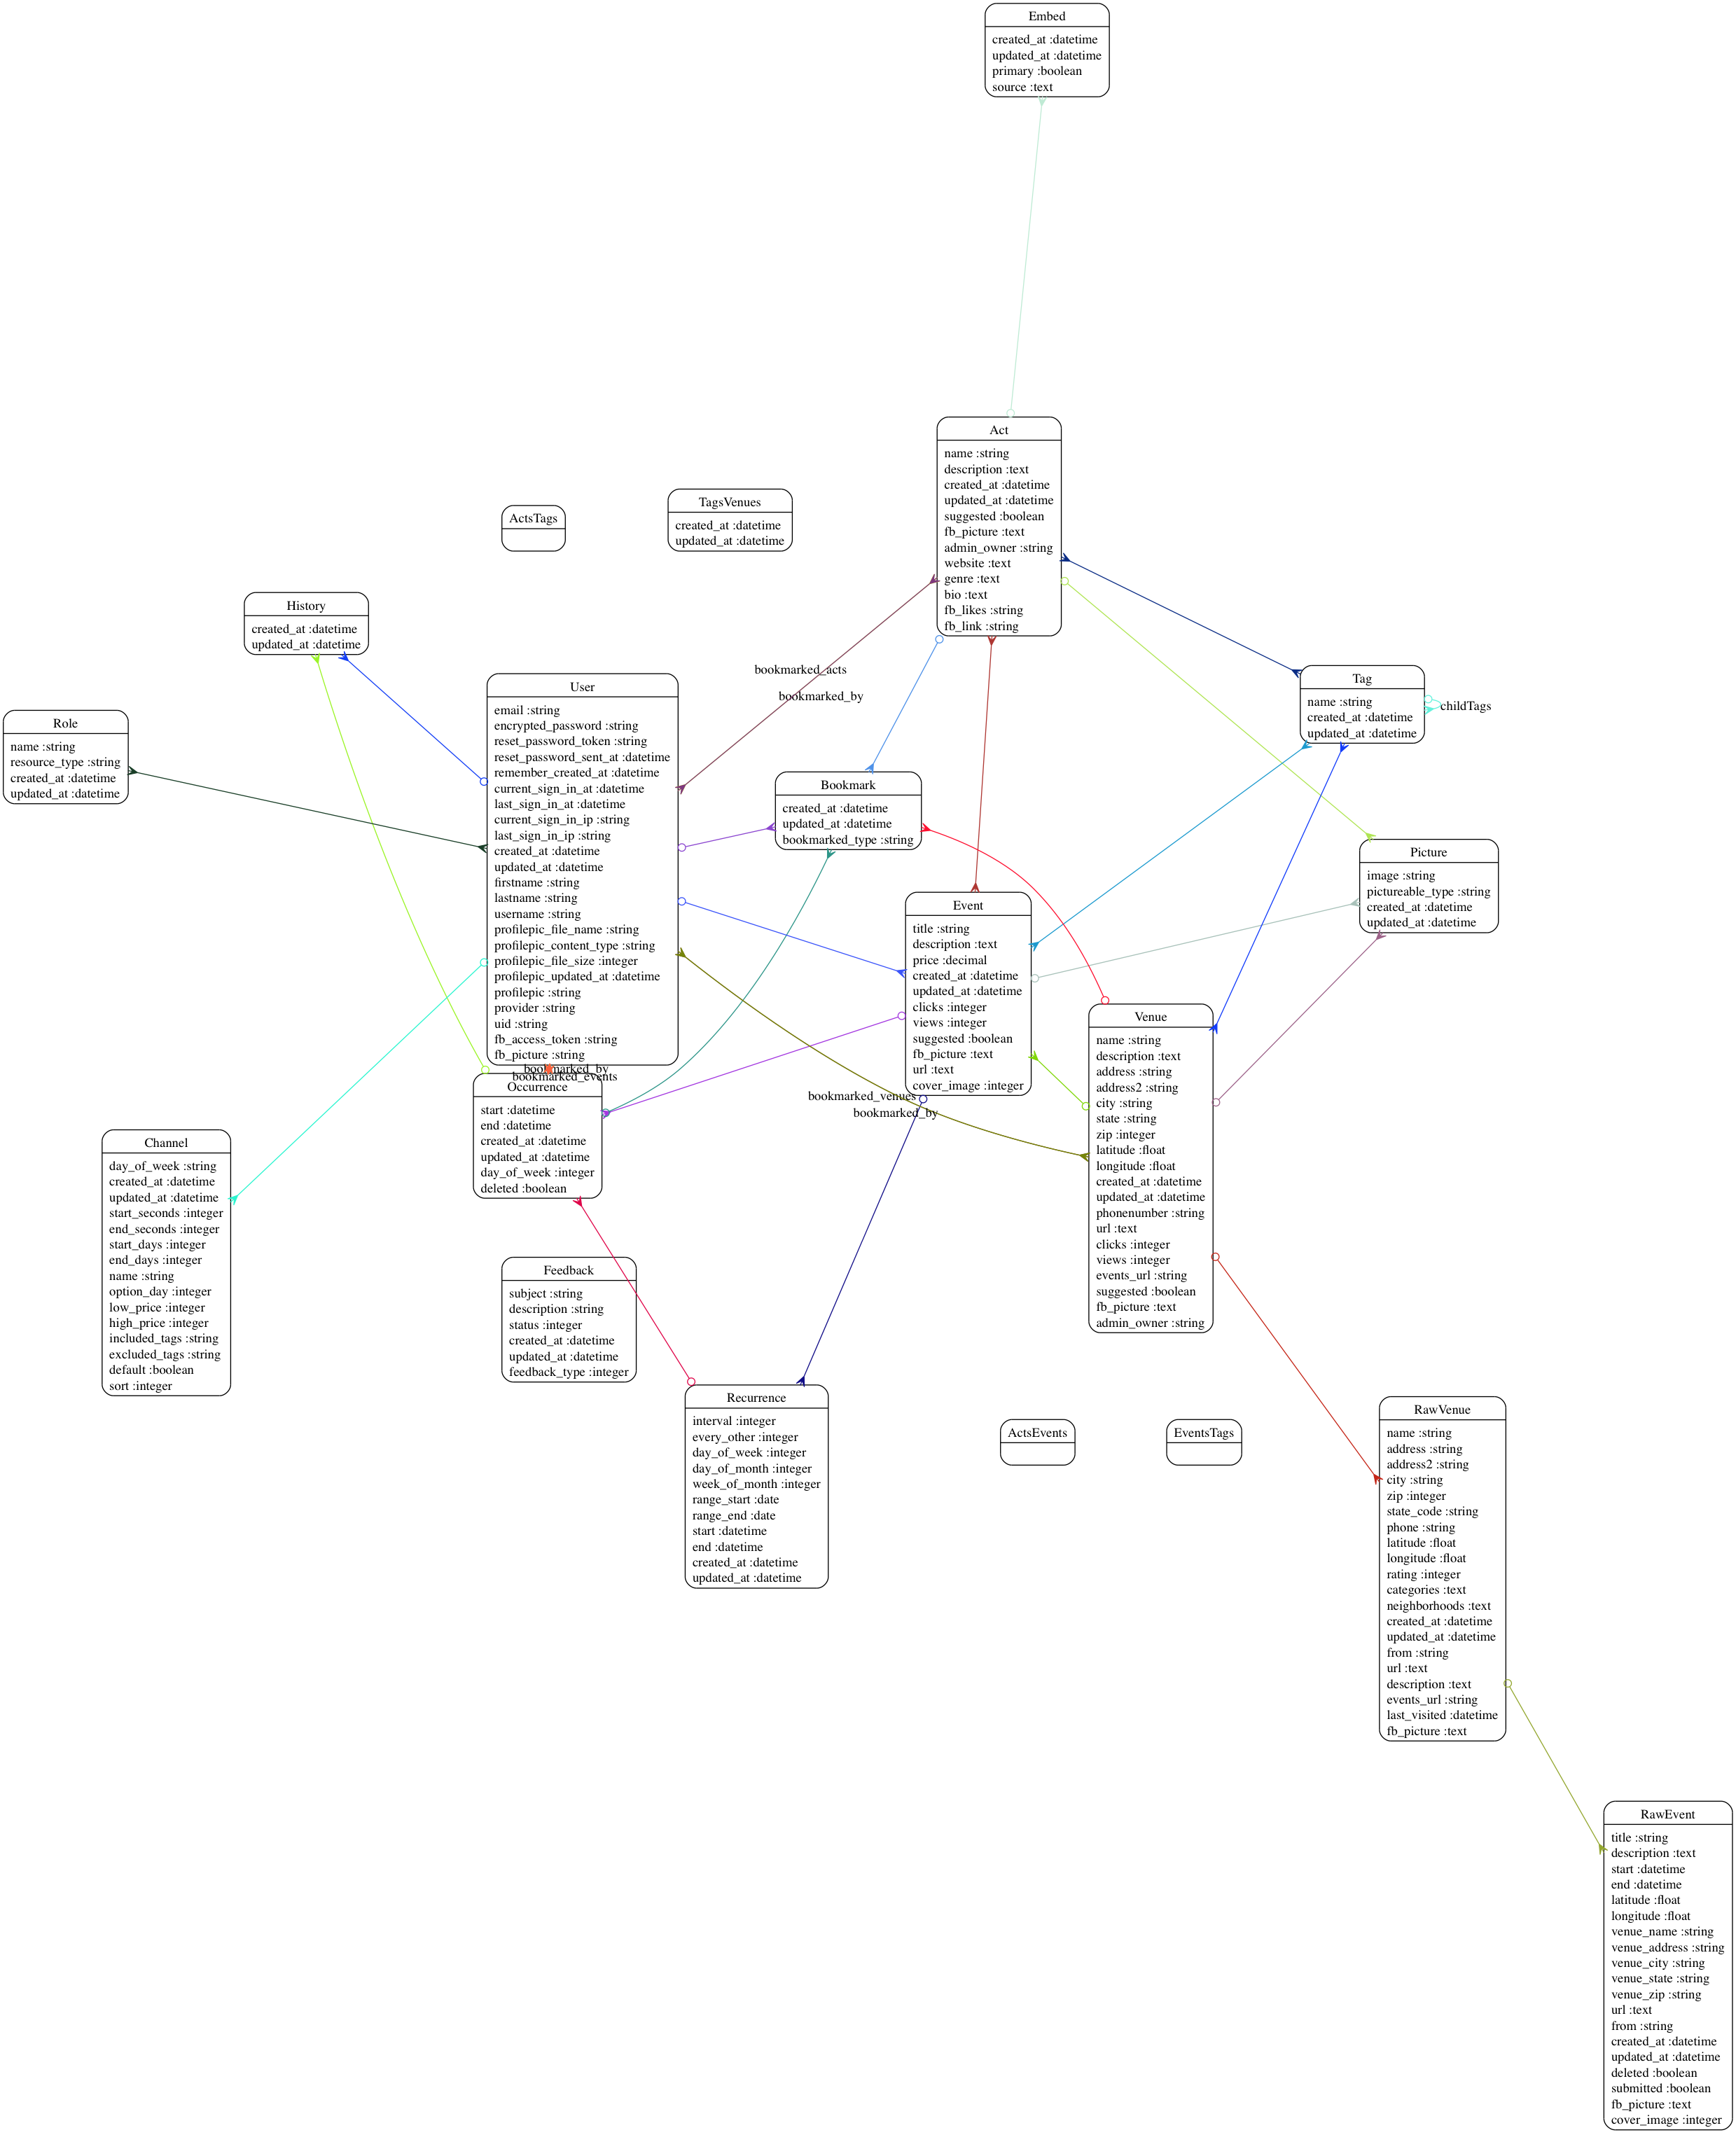 Embed
created_at :datetime
updated_at :datetime
primary :boolean
source :text
Act
name :string
description :text
created_at :datetime
updated_at :datetime
suggested :boolean
fb_picture :text
admin_owner :string
website :text
genre :text
bio :text
fb_likes :string
fb_link :string
TagsVenues
created_at :datetime
updated_at :datetime
ActsTags
History
created_at :datetime
updated_at :datetime
bookmarked_acts
bookmarked_by
Tag
name :string
created_at :datetime
updated_at :datetime
childTags
User
email :string
encrypted_password :string
reset_password_token :string
reset_password_sent_at :datetime
remember_created_at :datetime
current_sign_in_at :datetime
last_sign_in_at :datetime
current_sign_in_ip :string
last_sign_in_ip :string
created_at :datetime
updated_at :datetime
firstname :string
lastname :string
username :string
profilepic_file_name :string
profilepic_content_type :string
profilepic_file_size :integer
profilepic_updated_at :datetime
profilepic :string
provider :string
uid :string
fb_access_token :string
fb_picture :string
Role
name :string
resource_type :string
created_at :datetime
updated_at :datetime
Bookmark
created_at :datetime
updated_at :datetime
bookmarked_type :string
Picture
image :string
pictureable_type :string
created_at :datetime
updated_at :datetime
Event
title :string
description :text
price :decimal
created_at :datetime
updated_at :datetime
clicks :integer
views :integer
suggested :boolean
fb_picture :text
url :text
cover_image :integer
Venue
name :string
description :text
address :string
address2 :string
city :string
state :string
zip :integer
latitude :float
longitude :float
created_at :datetime
updated_at :datetime
phonenumber :string
url :text
clicks :integer
views :integer
events_url :string
suggested :boolean
fb_picture :text
admin_owner :string
bookmarked_by
bookmarked_events
Occurrence
start :datetime
end :datetime
created_at :datetime
updated_at :datetime
day_of_week :integer
deleted :boolean
bookmarked_venues
bookmarked_by
Channel
day_of_week :string
created_at :datetime
updated_at :datetime
start_seconds :integer
end_seconds :integer
start_days :integer
end_days :integer
name :string
option_day :integer
low_price :integer
high_price :integer
included_tags :string
excluded_tags :string
default :boolean
sort :integer
Feedback
subject :string
description :string
status :integer
created_at :datetime
updated_at :datetime
feedback_type :integer
Recurrence
interval :integer
every_other :integer
day_of_week :integer
day_of_month :integer
week_of_month :integer
range_start :date
range_end :date
start :datetime
end :datetime
created_at :datetime
updated_at :datetime
ActsEvents
EventsTags
RawVenue
name :string
address :string
address2 :string
city :string
zip :integer
state_code :string
phone :string
latitude :float
longitude :float
rating :integer
categories :text
neighborhoods :text
created_at :datetime
updated_at :datetime
from :string
url :text
description :text
events_url :string
last_visited :datetime
fb_picture :text
RawEvent
title :string
description :text
start :datetime
end :datetime
latitude :float
longitude :float
venue_name :string
venue_address :string
venue_city :string
venue_state :string
venue_zip :string
url :text
from :string
created_at :datetime
updated_at :datetime
deleted :boolean
submitted :boolean
fb_picture :text
cover_image :integer